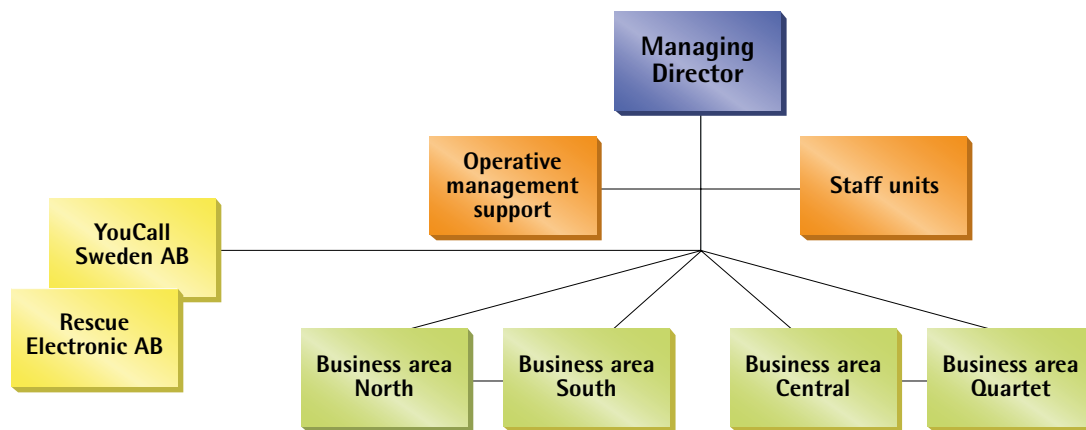 Managing
Director
Operative
management
support
Staff units
YouCall
Sweden AB
Rescue
Electronic AB
Business area
North
Business area
South
Business area
Central
Business area
Quartet